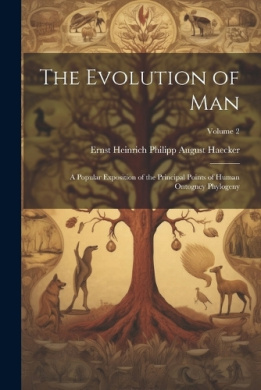 The Evolution of
Man
Ernst Heinrich Philipp August Haecker
A Popular Exposition of the Principal Points of Human
Ontogney Phylogeny
Volume 2